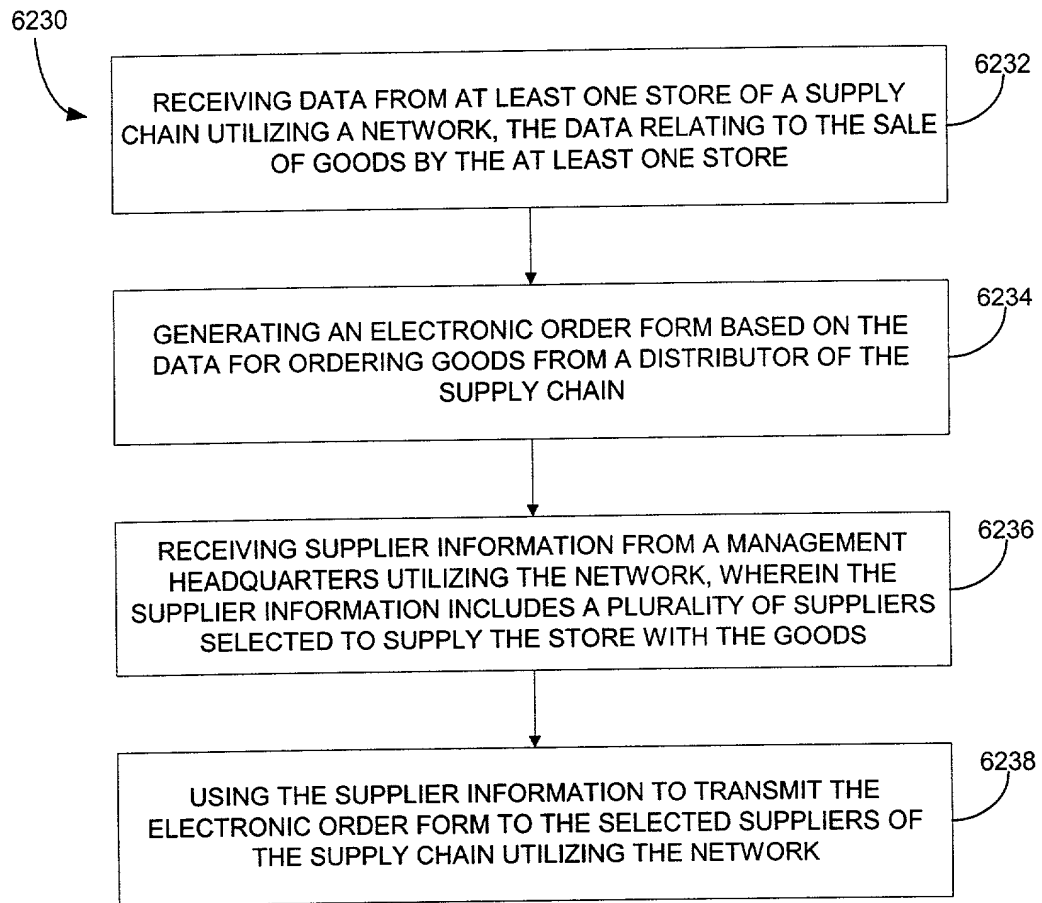 6230
6232
RECEIVING DATA FROM AT LEAST ONE STORE OF A SUPPLY
CHAIN UTILIZING A NETWORK, THE DATA RELATING TO THE SALE
OF GOODS BY THE AT LEAST ONE STORE
6234
GENERATING AN ELECTRONIC ORDER FORM BASED ON THE
DATA FOR ORDERING GOODS FROM A DISTRIBUTOR OF THE
SUPPLY CHAIN
6236
RECEIVING SUPPLIER INFORMATION FROM A MANAGEMENT
HEADQUARTERS UTILIZING THE NETWORK, WHEREIN THE
SUPPLIER INFORMATION INCLUDES A PLURALITY OF SUPPLIERS
SELECTED TO SUPPLY THE STORE WITH THE GOODS
6238
USING THE SUPPLIER INFORMATION TO TRANSMIT THE
ELECTRONIC ORDER FORM TO THE SELECTED SUPPLIERS OF
THE SUPPLY CHAIN UTILIZING THE NETWORK